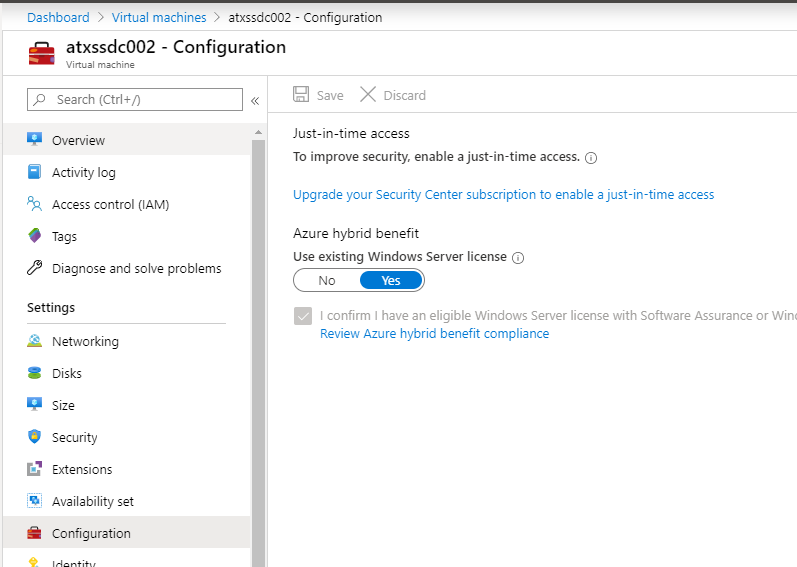 Dashboard > Virtual machines > atxssdc002 - Configuration
atxssdc002 - Configuration
Virtual machine
Search (Ctrl+/)
«
Overview
Activity log
Access control (IAM)
Tags
Diagnose and solve problems
Settings
Networking
Disks
Size
Security
Extensions
Availability set
Configuration
Identity
Save Discard
Just-in-time access
To improve security, enable a just-in-time access.
Upgrade your Security Center subscription to enable a just-in-time access
Azure hybrid benefit
Use existing Windows Server license
No Yes
I confirm I have an eligible Windows Server license with Software Assurance or
Review Azure hybrid benefit compliance